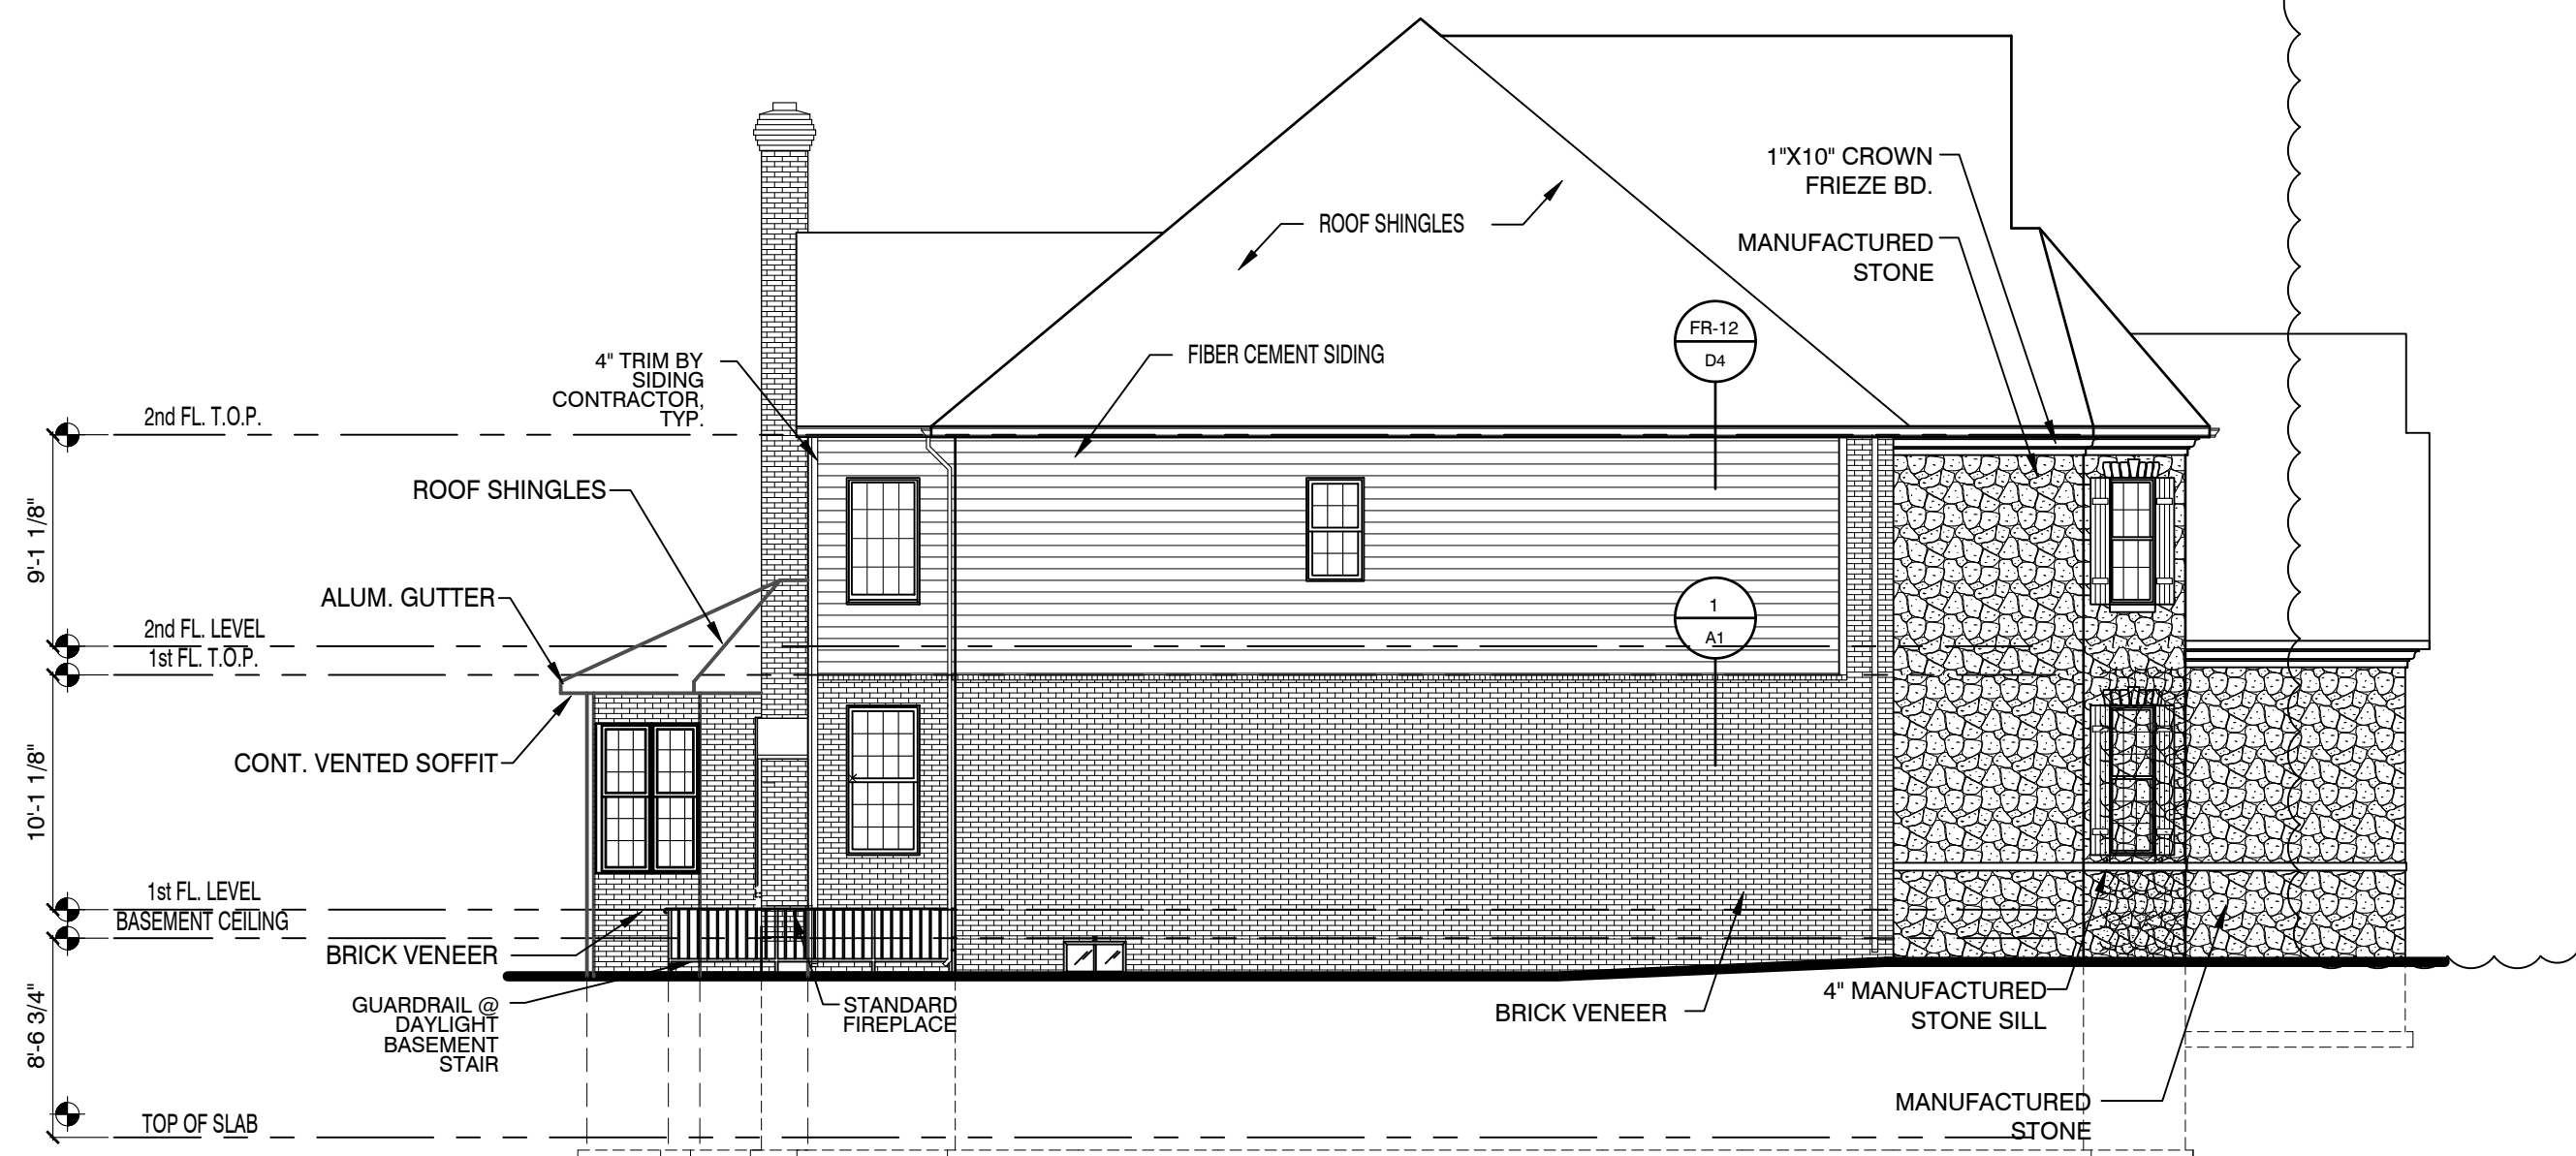 1"X10" CROWN
FRIEZE BD.
ROOF SHINGLES
MANUFACTURED
STONE
FR-12
D4
FIBER CEMENT SIDING
4" TRIM BY
SIDING
CONTRACTOR,
TYP.
2nd FL. T.O.P.
ROOF SHINGLES
9'-1 1/8"
ALUM. GUTTER
1
A1
2nd FL. LEVEL
1st FL. T.O.P.
CONT. VENTED SOFFIT
10'-1 1/8"
1st FL. LEVEL
BASEMENT CEILING
BRICK VENEER
GUARDRAIL @
DAYLIGHT
BASEMENT
STAIR
STANDARD
FIREPLACE
BRICK VENEER
4" MANUFACTURED
STONE SILL
8'-6 3/4"
MANUFACTURED
STONE
TOP OF SLAB